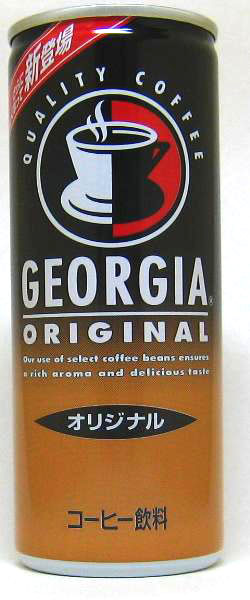 新登場
QUALITY COFFEE
GEORGIA®
ORIGINAL
Our use of select coffee beans ensures
a rich aroma and delicious taste
オリジナル
コーヒー飲料